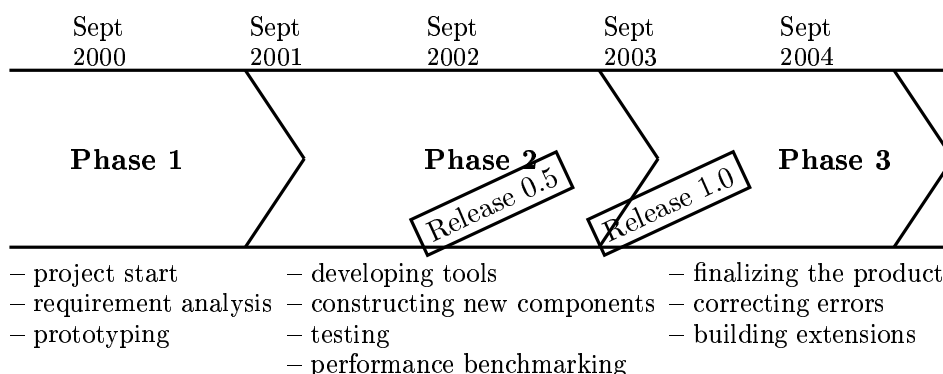 Sept Sept Sept Sept Sept
2000 2001 2002 2003 2004
Phase 1 Phase 2 Phase 3
Release 0.5 Release 1.0
– project start
– requirement analysis
– prototyping
– developing tools
– constructing new components
– testing
– performance benchmarking
– finalizing the product
– correcting errors
– building extensions